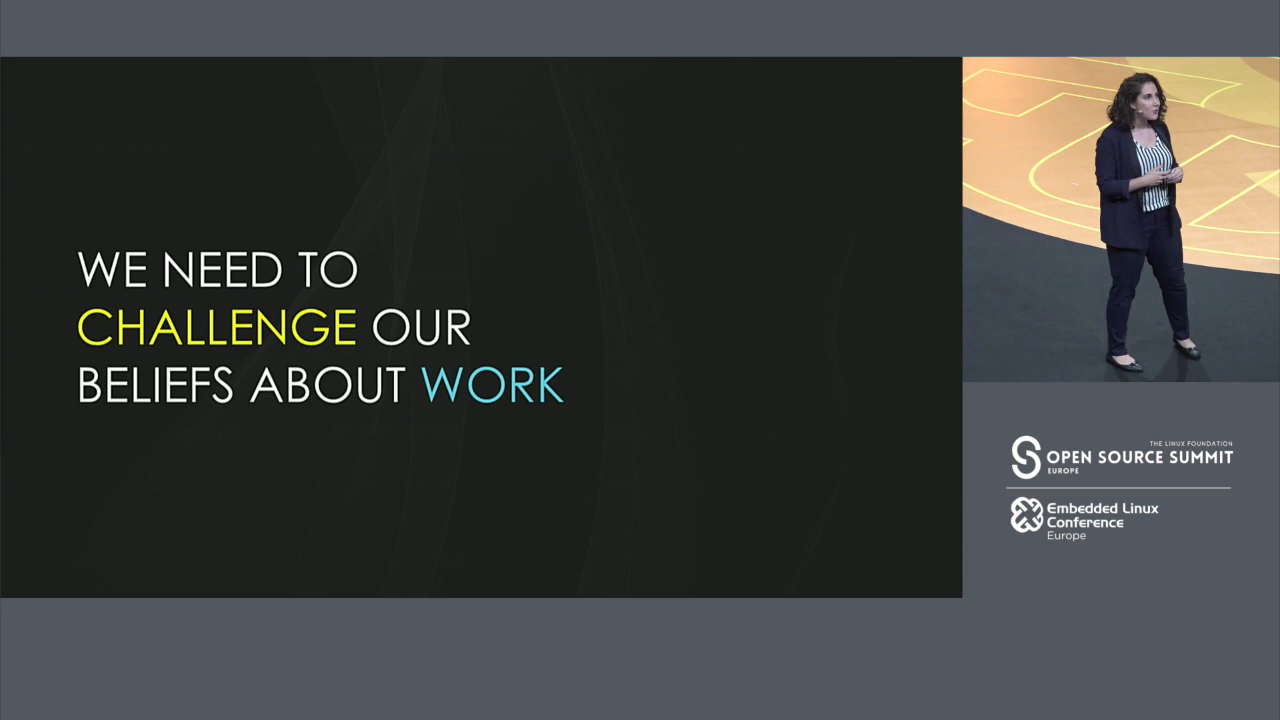 WE NEED TO
CHALLENGE OUR
BELIEFS ABOUT WORK
THE LINUX FOUNDATION
OPEN SOURCE SUMMIT
EUROPE
Embedded Linux
Conference
Europe